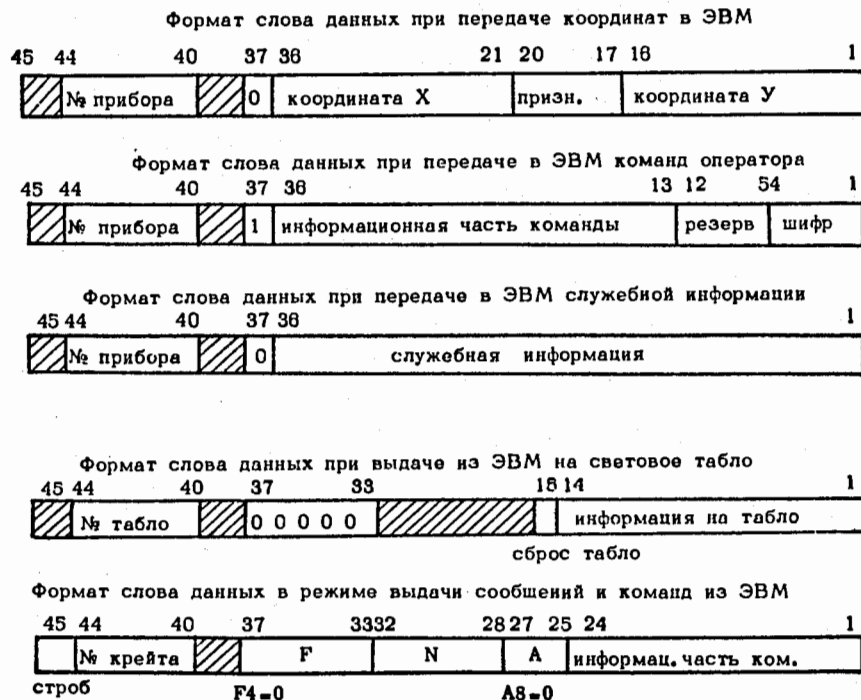 Формат слова данных при передаче координат в ЭВМ
45 44 40 37 36 21 20 17 16 1
№ прибора 0 координата X призн. координата У
Формат слова данных при передаче в ЭВМ команд оператора
45 44 40 37 36 13 12 54 1
№ прибора 1 информационная часть команды резерв шифр
Формат слова данных при передаче в ЭВМ служебной информации
45 44 40 37 36 1
№ прибора 0 служебная информация
Формат слова данных при выдаче из ЭВМ на световое табло
45 44 40 37 33 15 14 1
№ табло 0 0 0 0 0 информация на табло
сброс табло
Формат слова данных в режиме выдачи сообщений и команд из ЭВМ
45 44 40 37 3332 28 27 25 24 1
№ крейта F N A информац. часть ком.
строб F4=0 A8=0